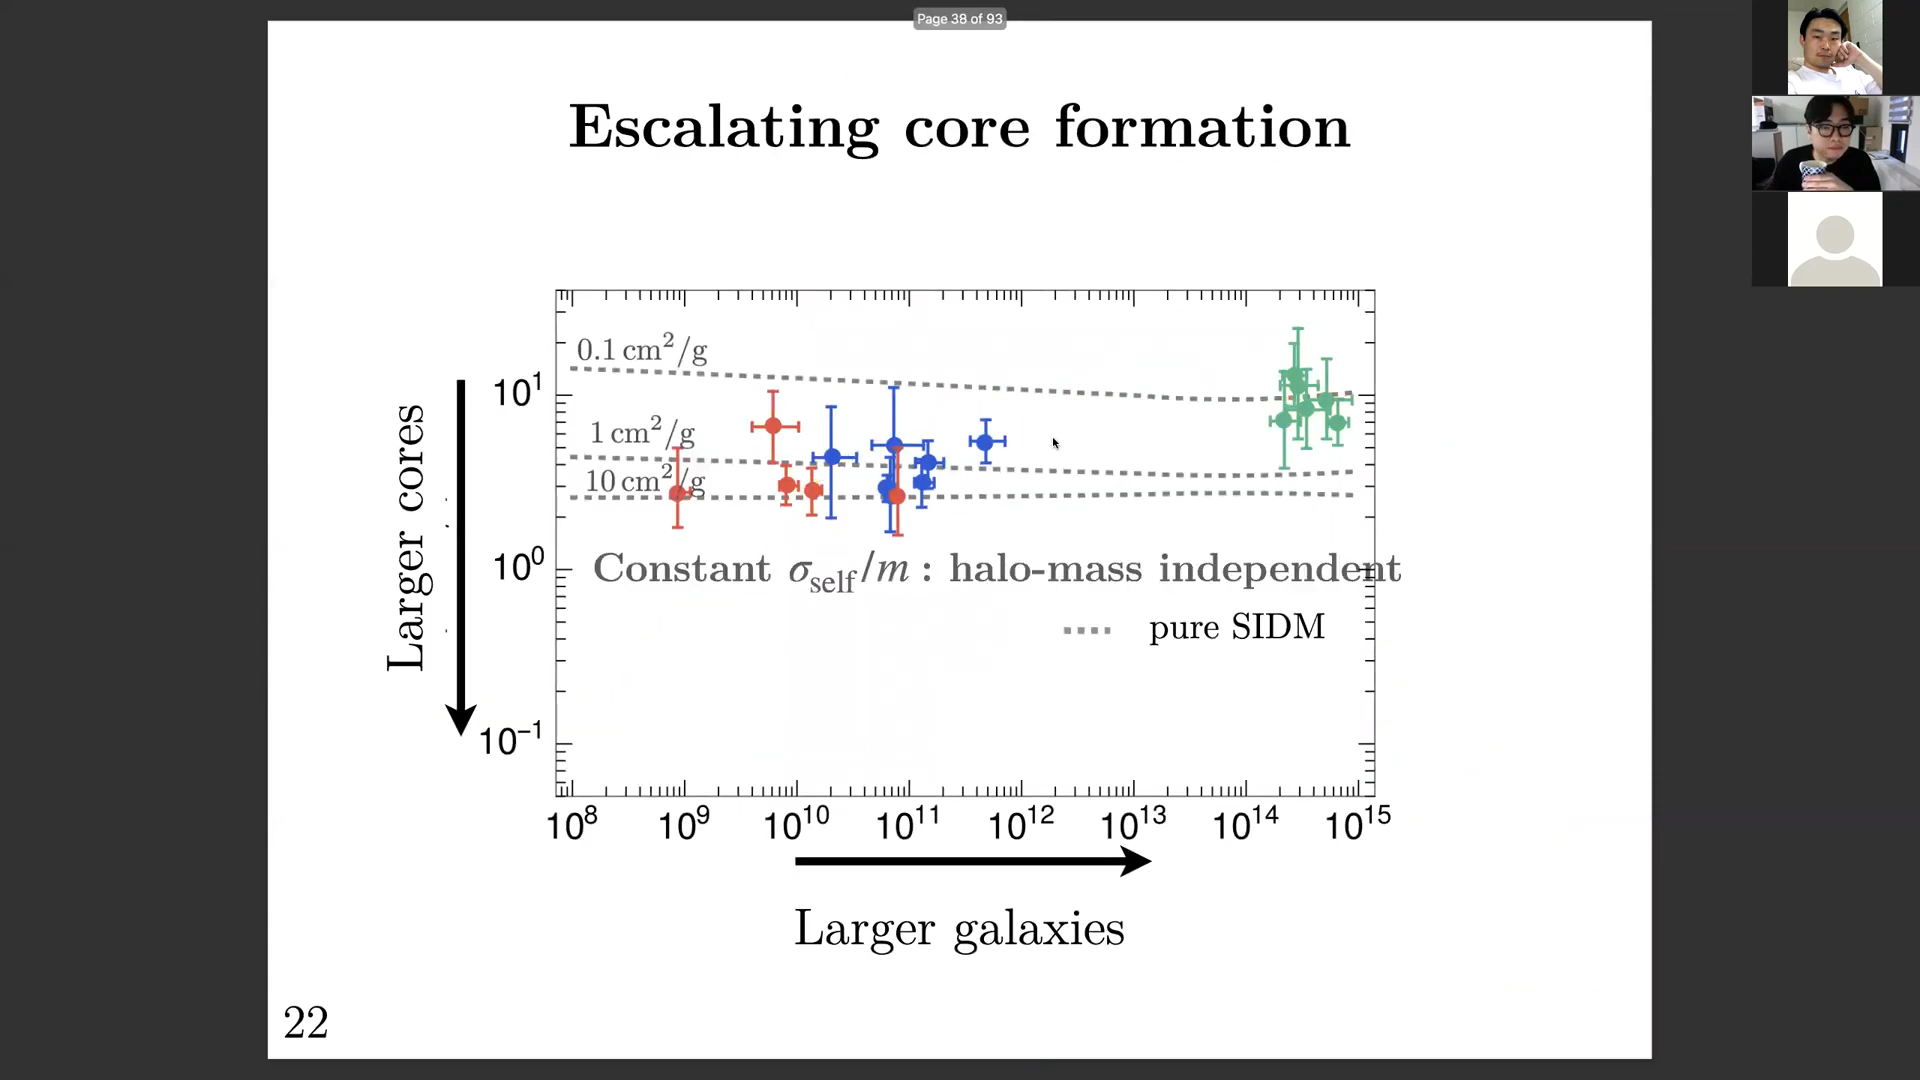 Page 38 of 93
Escalating core formation
0.1 cm²/g
1 cm²/g
10 cm²/g
10¹
10⁰
10⁻¹
Larger cores
Constant σself/m : halo-mass independent
pure SIDM
10⁸ 10⁹ 10¹⁰ 10¹¹ 10¹² 10¹³ 10¹⁴ 10¹⁵
Larger galaxies
22